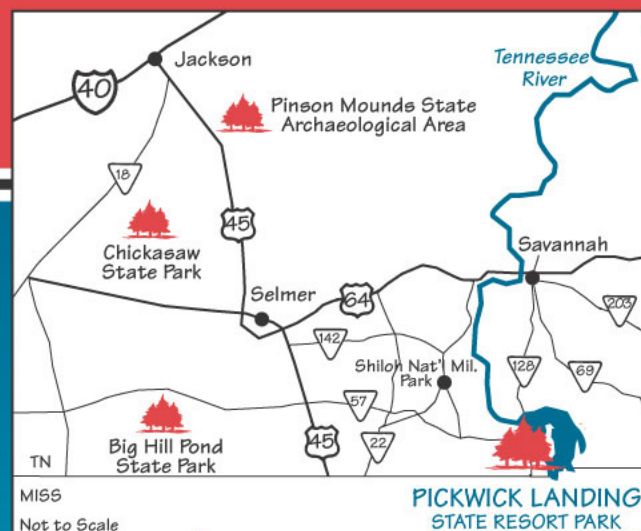 Jackson
40
Tennessee
River
Pinson Mounds State
Archaeological Area
18
Chickasaw
State Park
45
Savannah
Selmer
64
203
142
Shiloh Nat'l Mil.
Park
128
69
57
Big Hill Pond
State Park
45
22
TN
MISS
Not to Scale
PICKWICK LANDING
STATE RESORT PARK